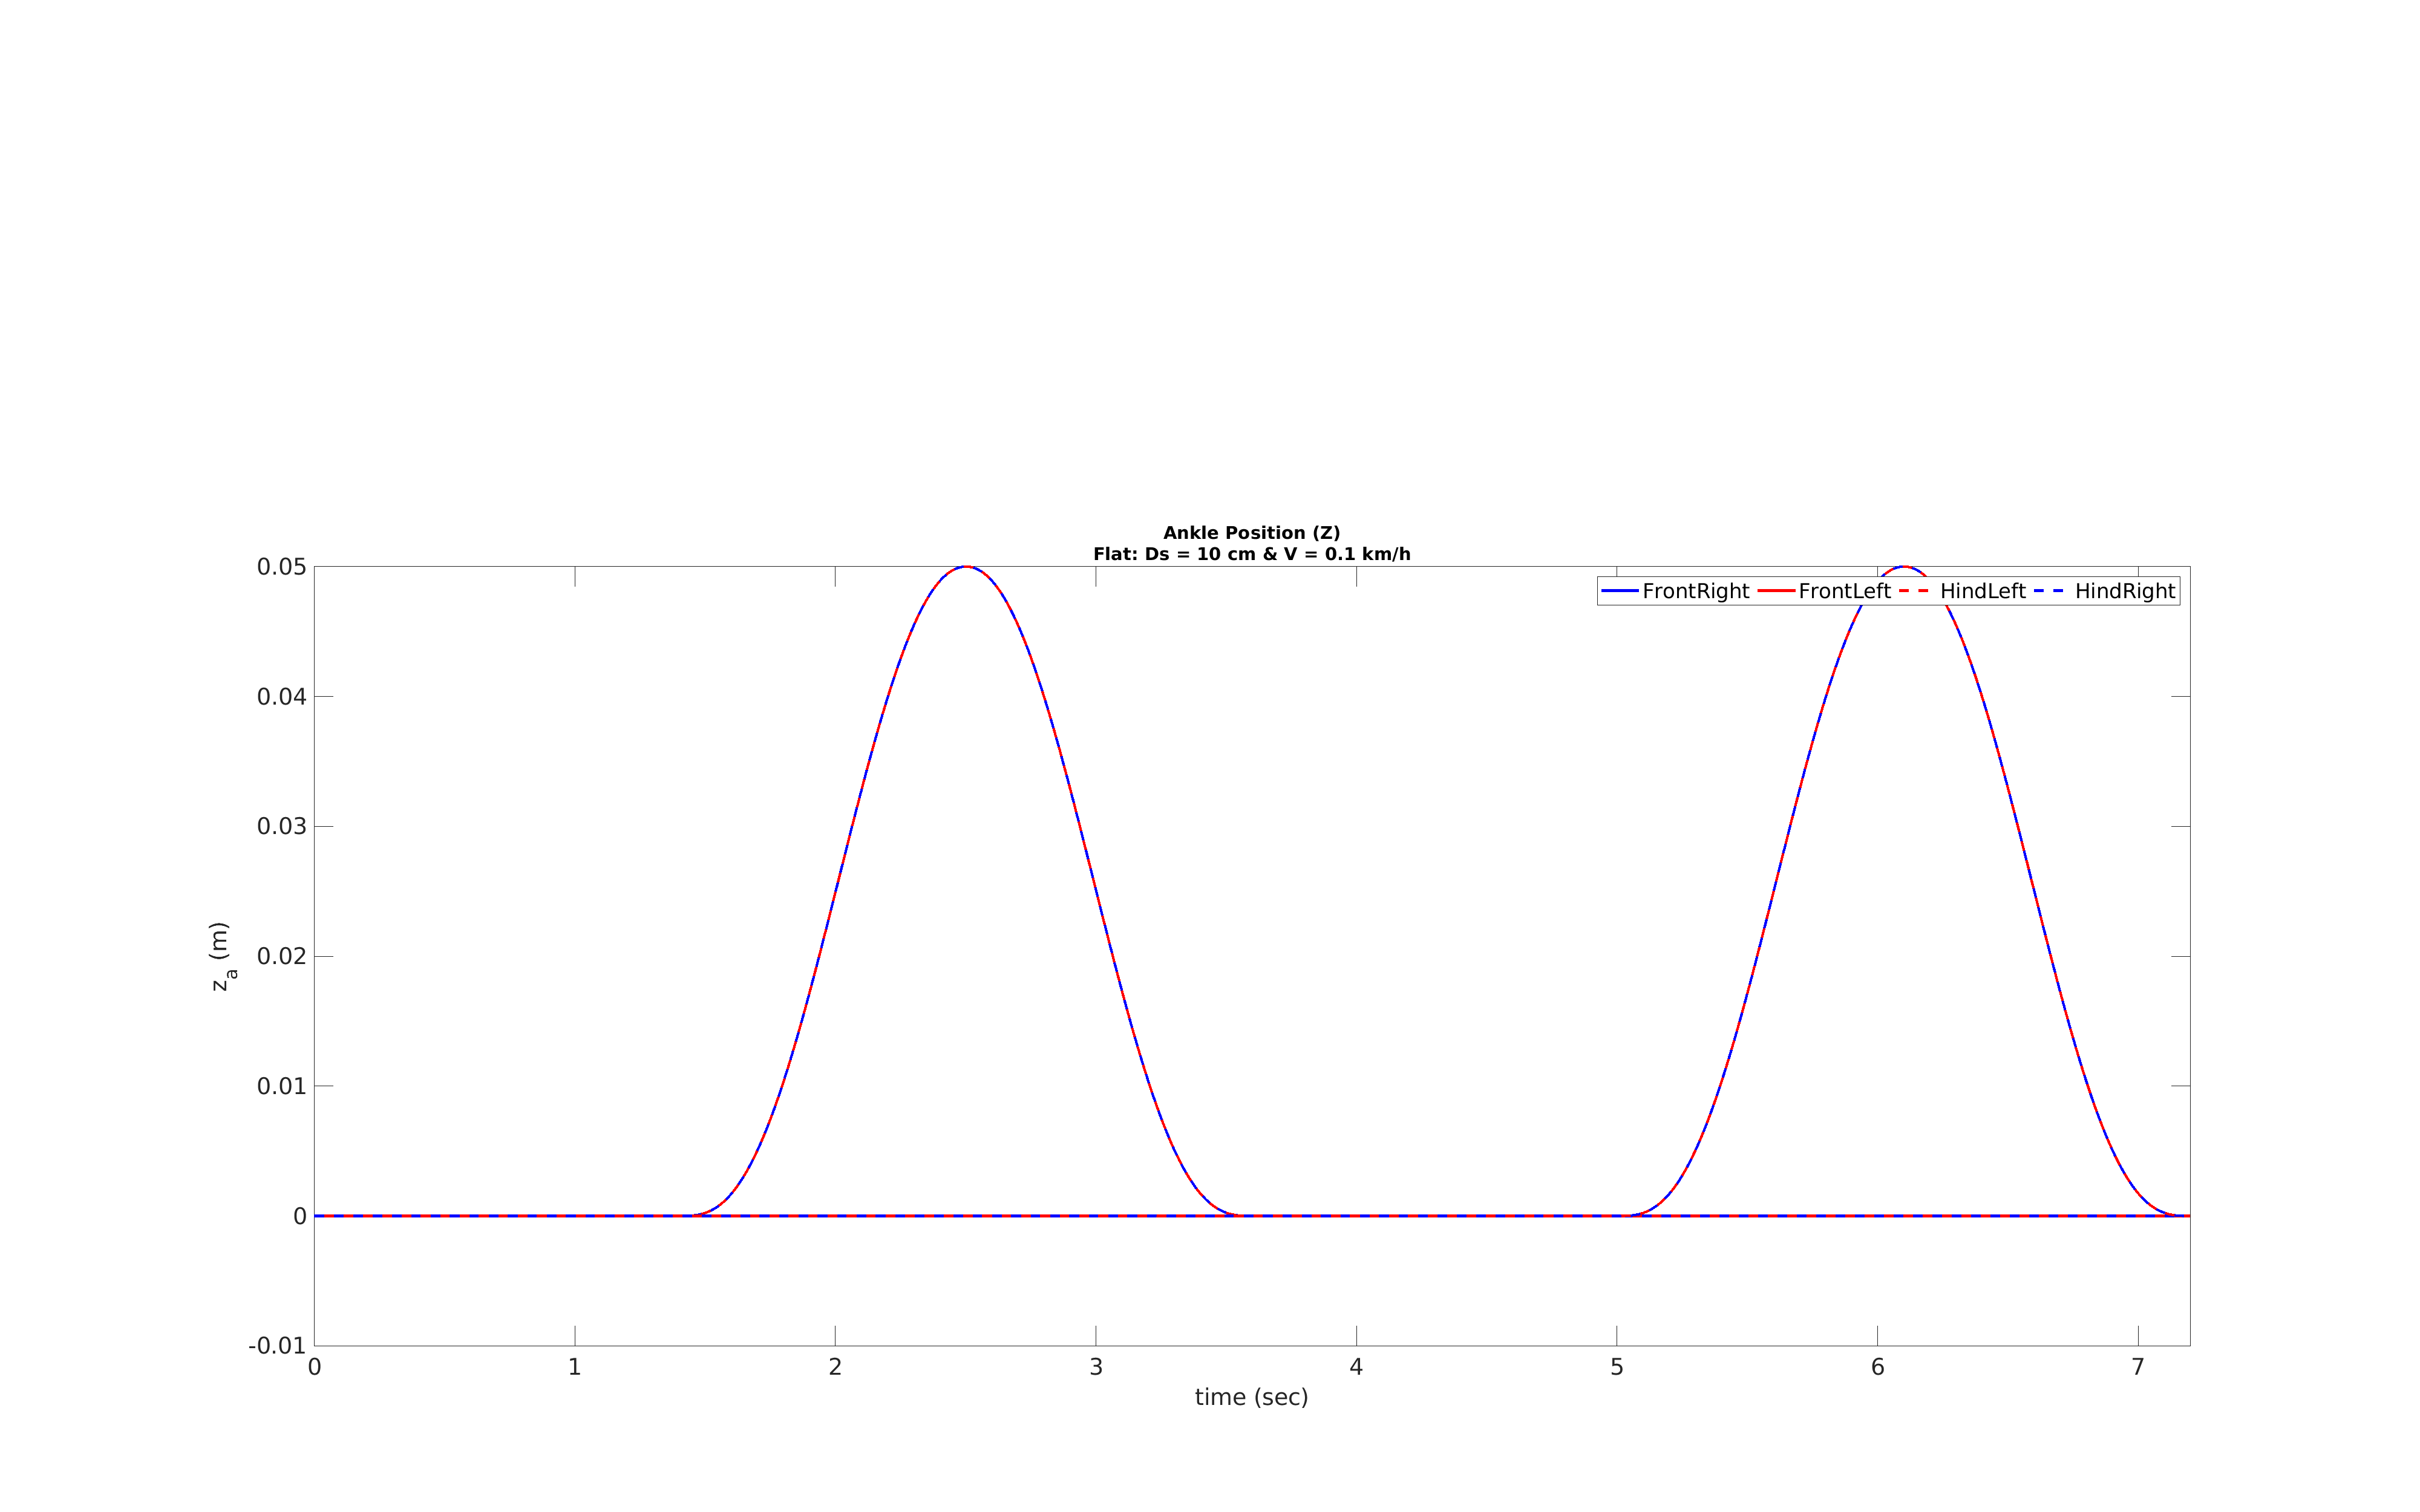 Ankle Position (Z)
Flat: Ds = 10 cm & V = 0.1 km/h
FrontRight FrontLeft HindLeft HindRight
0.05
0.04
0.03
0.02
0.01
0
-0.01
z_a (m)
0 1 2 3 4 5 6 7
time (sec)